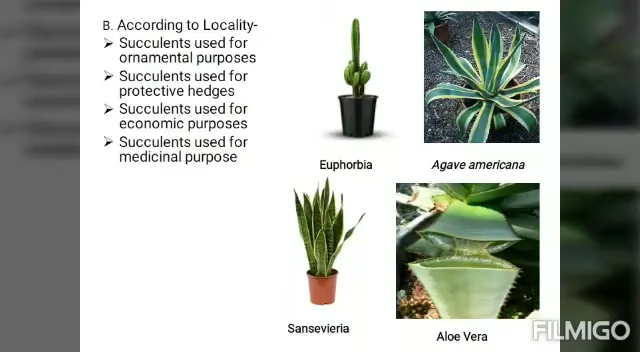 B. According to Locality-
➢ Succulents used for
ornamental purposes
➢ Succulents used for
protective hedges
➢ Succulents used for
economic purposes
➢ Succulents used for
medicinal purpose
Euphorbia
Agave americana
Sansevieria
Aloe Vera
FILMIGO